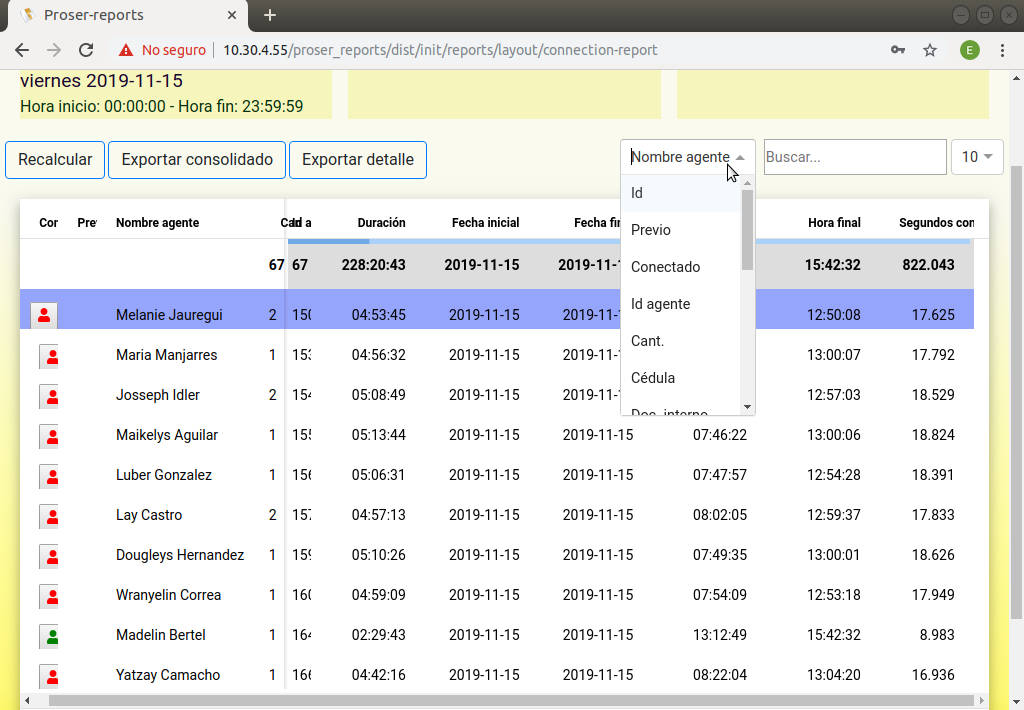 Proser-reports
No seguro 10.30.4.55/proser_reports/dist/init/reports/layout/connection-report
E
viernes 2019-11-15
Hora inicio: 00:00:00 - Hora fin: 23:59:59
Recalcular Exportar consolidado Exportar detalle Nombre agente Buscar... 10
Id
Previo
Conectado
Id agente
Cant.
Cédula
Doc. interno
Cor Pre Nombre agente Can Id a Duración Fecha inicial Fecha fin Hora final Segundos con
67 67 228:20:43 2019-11-15 2019-11-1 15:42:32 822.043
Melanie Jauregui 2 150 04:53:45 2019-11-15 2019-11-1 12:50:08 17.625
Maria Manjarres 1 153 04:56:32 2019-11-15 2019-11-1 13:00:07 17.792
Josseph Idler 2 154 05:08:49 2019-11-15 2019-11-1 12:57:03 18.529
Maikelys Aguilar 1 155 05:13:44 2019-11-15 2019-11-15 07:46:22 13:00:06 18.824
Luber Gonzalez 1 156 05:06:31 2019-11-15 2019-11-15 07:47:57 12:54:28 18.391
Lay Castro 2 157 04:57:13 2019-11-15 2019-11-15 08:02:05 12:59:37 17.833
Dougleys Hernandez 1 159 05:10:26 2019-11-15 2019-11-15 07:49:35 13:00:01 18.626
Wranyelin Correa 1 160 04:59:09 2019-11-15 2019-11-15 07:54:09 12:53:18 17.949
Madelin Bertel 1 164 02:29:43 2019-11-15 2019-11-15 13:12:49 15:42:32 8.983
Yatzay Camacho 1 166 04:42:16 2019-11-15 2019-11-15 08:22:04 13:04:20 16.936